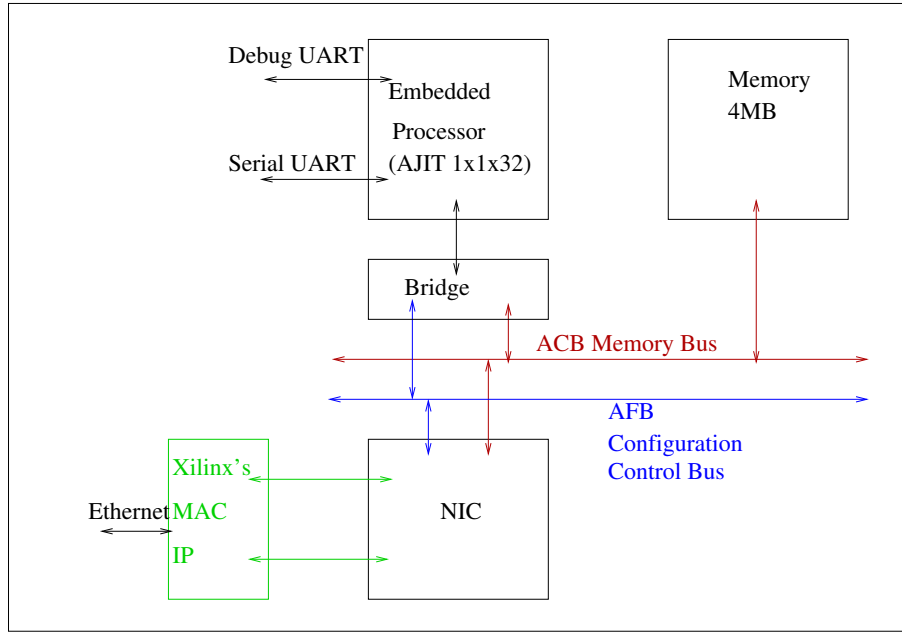 Debug UART
Serial UART
Embedded
Processor
(AJIT 1x1x32)
Memory
4MB
Bridge
ACB Memory Bus
AFB
Configuration
Control Bus
Xilinx's
MAC
IP
Ethernet
NIC